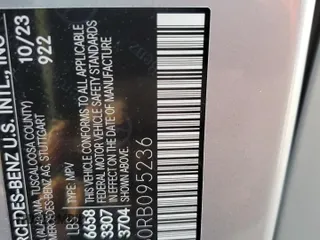 RCEDES-BENZ U.S. INTL., INC 10/23
VANCE, ALABAMA, TUSCALOOSA COUNTY) 922
MERCEDES-BENZ AG, STUTTGART
LBS TYPE: MPV THIS VEHICLE CONFORMS TO ALL APPLICABLE
6658 FEDERAL MOTOR VEHICLE SAFETY STANDARDS
3307 IN EFFECT ON THE DATE OF MANUFACTURE
3704 SHOWN ABOVE
0RB095236